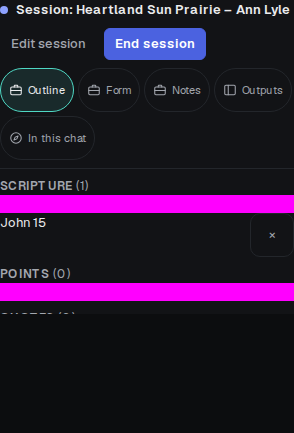 Session: Heartland Sun Prairie – Ann Lyle
Edit session End session
Outline Form Notes Outputs
In this chat
SCRIPTURE (1)
John 15
×
POINTS (0)